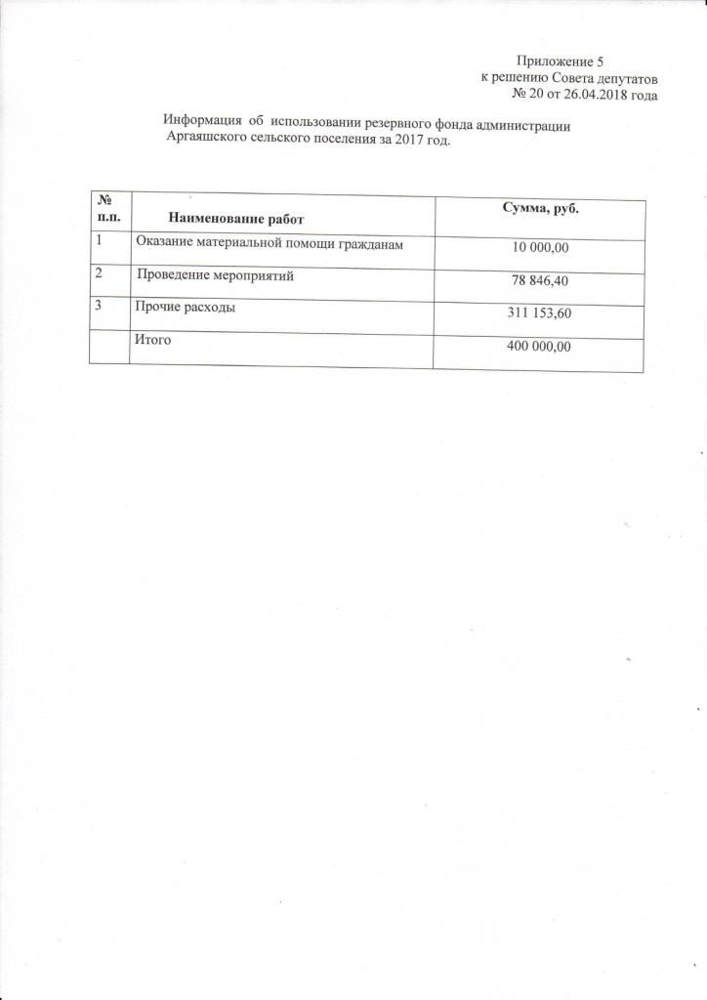 Приложение 5
к решению Совета депутатов
№ 20 от 26.04.2018 года
Информация об использовании резервного фонда администрации
Аргаяшского сельского поселения за 2017 год.
№ п.п. Наименование работ Сумма, руб.
1 Оказание материальной помощи гражданам 10 000,00
2 Проведение мероприятий 78 846,40
3 Прочие расходы 311 153,60
Итого 400 000,00